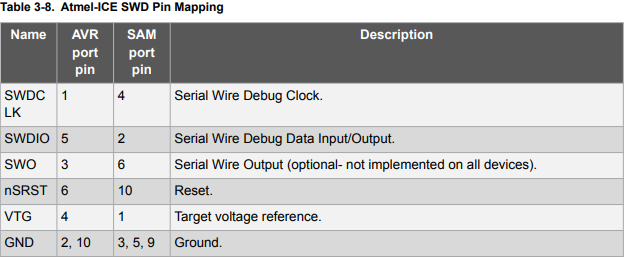 Table 3-8. Atmel-ICE SWD Pin Mapping
Name AVR port pin SAM port pin Description
SWDCLK 1 4 Serial Wire Debug Clock.
SWDIO 5 2 Serial Wire Debug Data Input/Output.
SWO 3 6 Serial Wire Output (optional- not implemented on all devices).
nSRST 6 10 Reset.
VTG 4 1 Target voltage reference.
GND 2, 10 3, 5, 9 Ground.